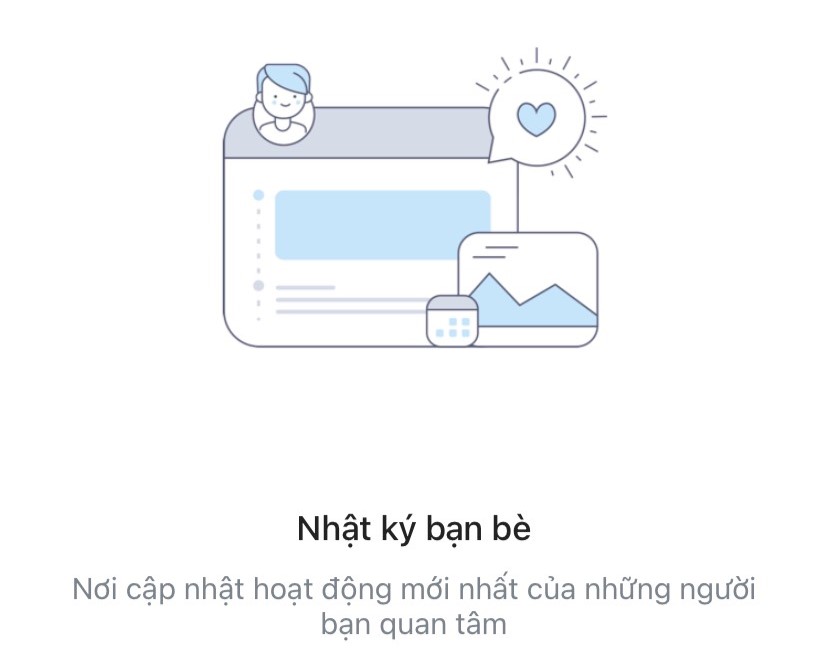 Nhật ký bạn bè
Nơi cập nhật hoạt động mới nhất của những người
bạn quan tâm